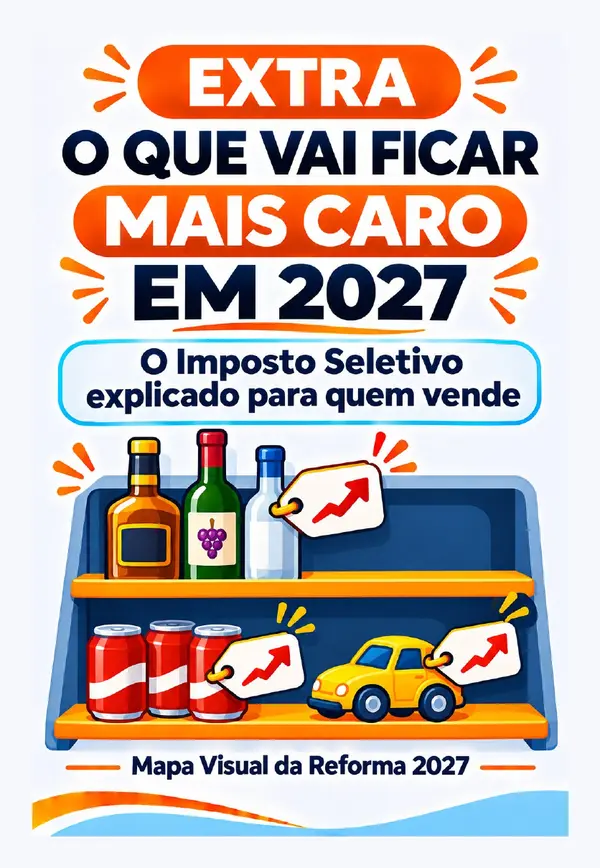 EXTRA
O QUE VAI FICAR
MAIS CARO
EM 2027
O Imposto Seletivo
explicado para quem vende
Mapa Visual da Reforma 2027